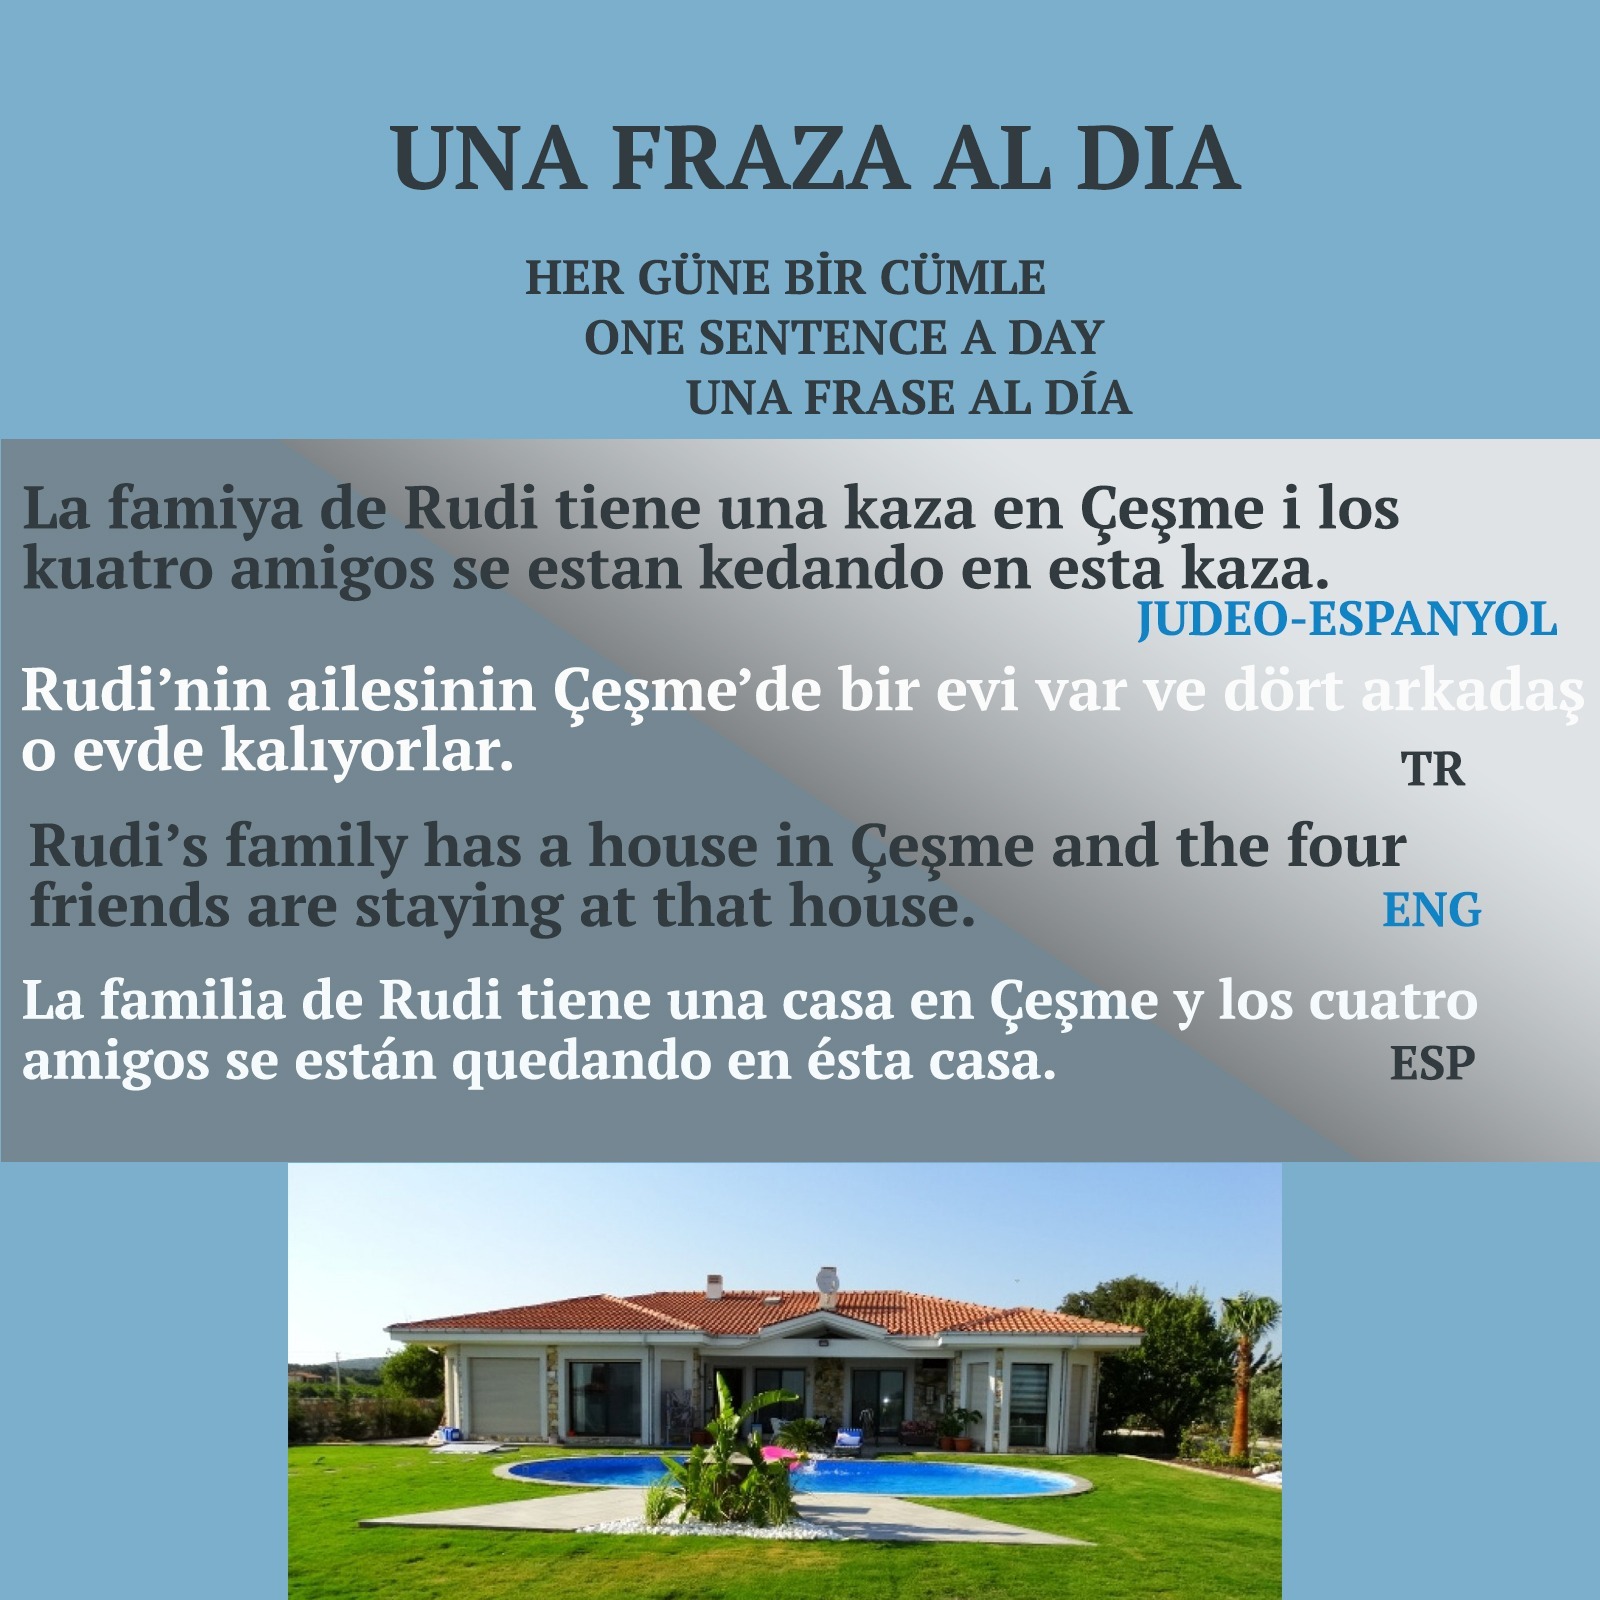 UNA FRAZA AL DIA
HER GÜNE BİR CÜMLE
ONE SENTENCE A DAY
UNA FRASE AL DÍA
La famiya de Rudi tiene una kaza en Çeşme i los
kuatro amigos se estan kedando en esta kaza.
JUDEO-ESPANYOL
Rudi’nin ailesinin Çeşme’de bir evi var ve dört arkadaş
o evde kalıyorlar.
TR
Rudi’s family has a house in Çeşme and the four
friends are staying at that house.
ENG
La familia de Rudi tiene una casa en Çeşme y los cuatro
amigos se están quedando en ésta casa.
ESP